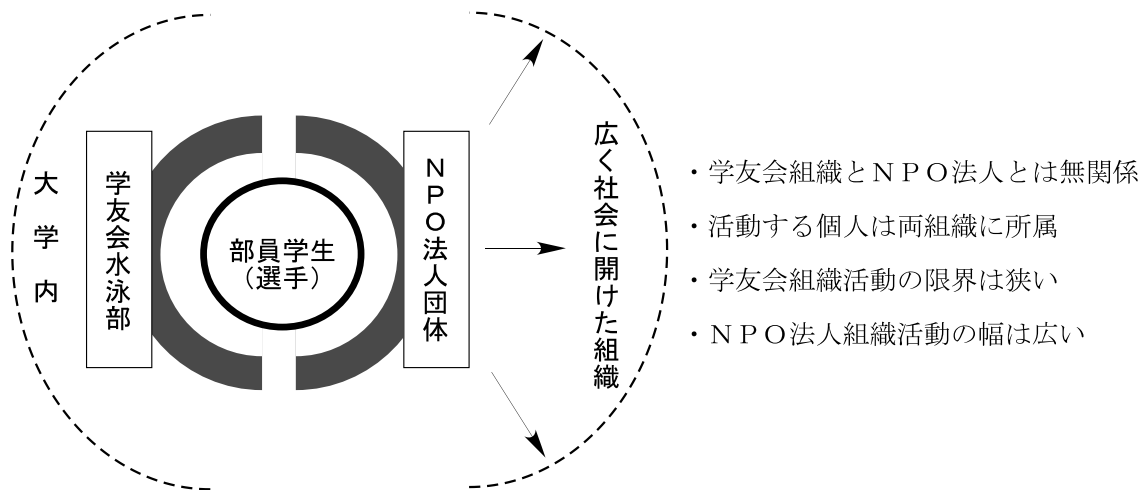 大学内
学友会水泳部
部員学生
（選手）
ＮＰＯ法人団体
広く社会に開けた組織
・学友会組織とＮＰＯ法人とは無関係
・活動する個人は両組織に所属
・学友会組織活動の限界は狭い
・ＮＰＯ法人組織活動の幅は広い